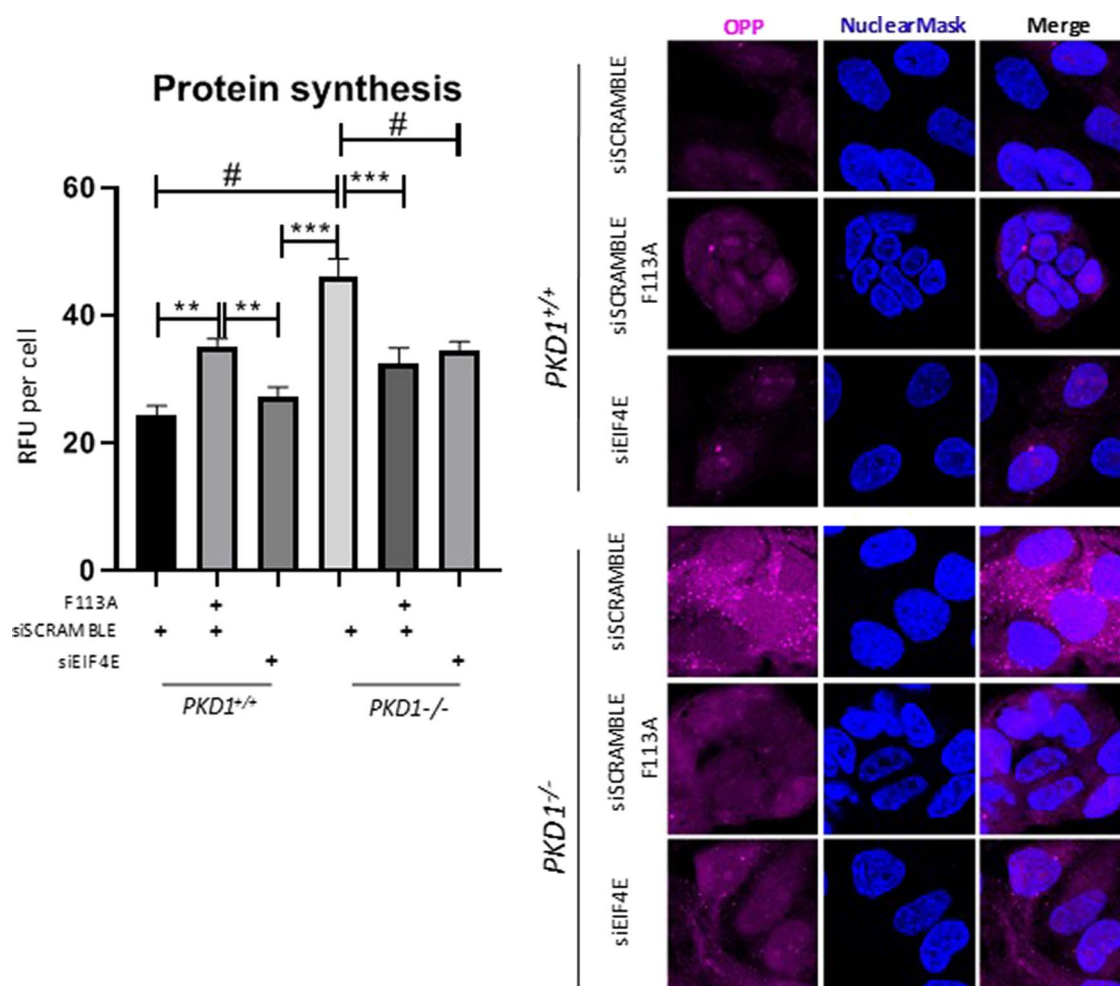 Protein synthesis
#
#
***
***
**
**
RFU per cell
60
40
20
0
F113A + +
siSCRAMBLE + + + +
siEIF4E + +
PKD1+/+ PKD1-/-
OPP NuclearMask Merge
PKD1+/+
siSCRAMBLE
siSCRAMBLE
F113A
siEIF4E
PKD1-/-
siSCRAMBLE
siSCRAMBLE
F113A
siEIF4E